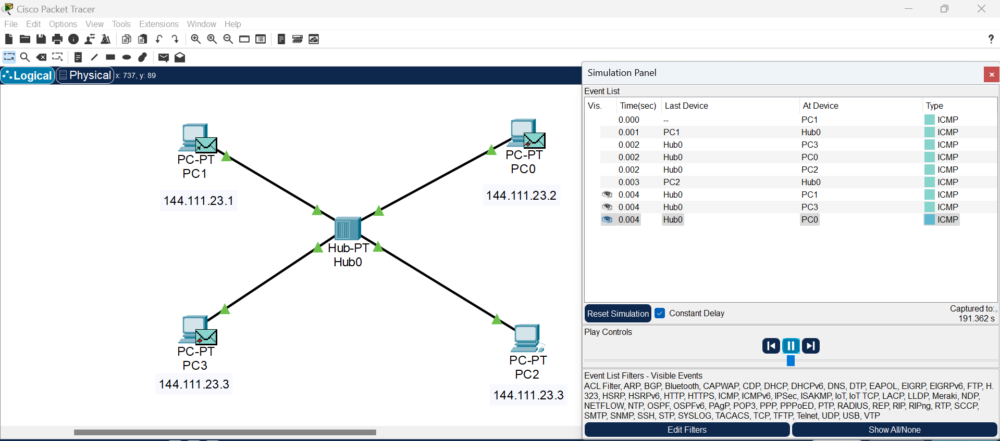 Cisco Packet Tracer
File Edit Options View Tools Extensions Window Help
?
Logical Physical x: 737, y: 89
PC-PT
PC1
144.111.23.1
PC-PT
PC0
144.111.23.2
Hub-PT
Hub0
PC-PT
PC3
144.111.23.3
PC-PT
PC2
144.111.23.3
Simulation Panel
x
Event List
Vis. Time(sec) Last Device At Device Type
0.000 -- PC1 ICMP
0.001 PC1 Hub0 ICMP
0.002 Hub0 PC3 ICMP
0.002 Hub0 PC0 ICMP
0.002 Hub0 PC2 ICMP
0.003 PC2 Hub0 ICMP
0.004 Hub0 PC1 ICMP
0.004 Hub0 PC3 ICMP
0.004 Hub0 PC0 ICMP
Reset Simulation Constant Delay Captured to:*
191.362 s
Play Controls
Event List Filters - Visible Events
ACL Filter, ARP, BGP, Bluetooth, CAPWAP, CDP, DHCP, DHCPv6, DNS, DTP, EAPOL, EIGRP, EIGRPv6, FTP, H.
323, HSRP, HSRPv6, HTTP, HTTPS, ICMP, ICMPv6, IPSec, ISAKMP, IoT, IoT TCP, LACP, LLDP, Meraki, NDP,
NETFLOW, NTP, OSPF, OSPFv6, PAgP, POP3, PPP, PPPoED, PTP, RADIUS, REP, RIP, RIPng, RTP, SCCP,
SMTP, SNMP, SSH, STP, SYSLOG, TACACS, TCP, TFTP, Telnet, UDP, USB, VTP
Edit Filters Show All/None